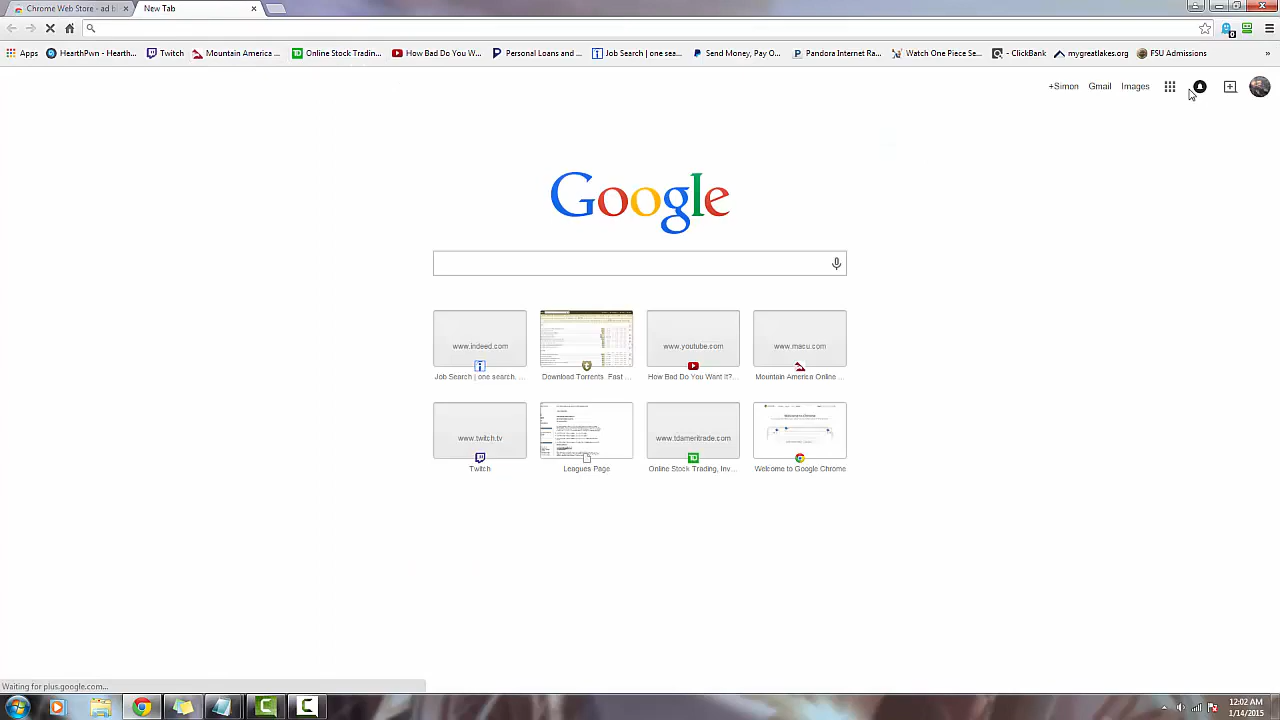 Chrome Web Store - ad bl
New Tab
Apps
HearthPwn - Hearth...
Twitch
Mountain America ...
Online Stock Tradin...
How Bad Do You W...
Personal Loans and ...
Job Search | one sea...
Send Money, Pay O...
Pandora Internet Ra...
Watch One Piece Se...
- ClickBank
mygreatlakes.org
FSU Admissions
»
+Simon
Gmail
Images
Google
www.indeed.com
www.youtube.com
www.macu.com
Job Search | one search. ...
Download Torrents Fast ...
How Bad Do You Want It?...
Mountain America Online ...
www.twitch.tv
www.tdameritrade.com
Twitch
Leagues Page
Online Stock Trading, Inv...
Welcome to Google Chrome
Waiting for plus.google.com...
12:02 AM
1/14/2015